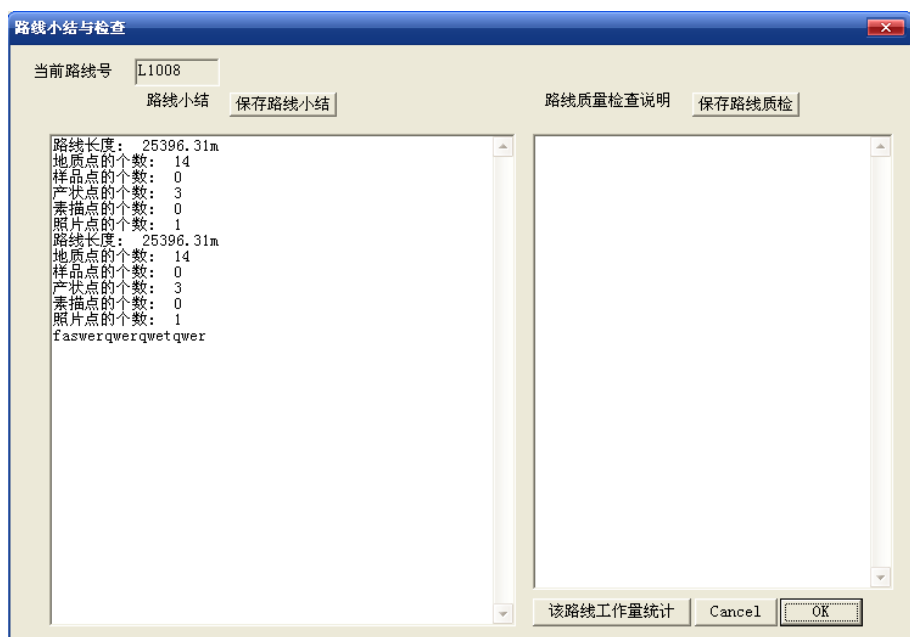 路线小结与检查
当前路线号 L1008
路线小结 保存路线小结 路线质量检查说明 保存路线质检
路线长度： 25396.31m
地质点的个数： 14
样品点的个数： 0
产状点的个数： 3
素描点的个数： 0
照片点的个数： 1
路线长度： 25396.31m
地质点的个数： 14
样品点的个数： 0
产状点的个数： 3
素描点的个数： 0
照片点的个数： 1
faswerqwerqwetqwer
该路线工作量统计 Cancel OK